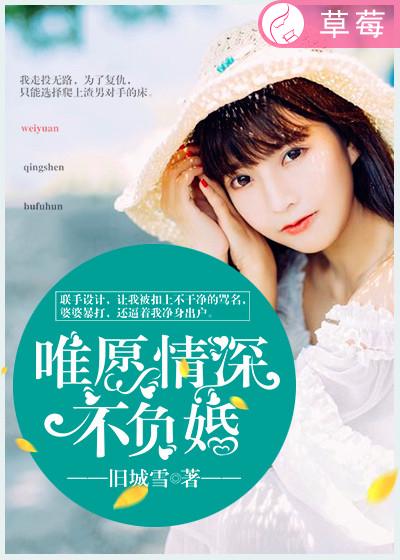 草莓
我走投无路，为了复仇，
只能选择爬上渣男对手的床。
weiyuan
qingshen
bufuhun
联手设计，让我被扣上不干净的骂名，
婆婆暴打，还逼着我净身出户。
唯愿情深
不负婚
——旧城雪◎著——